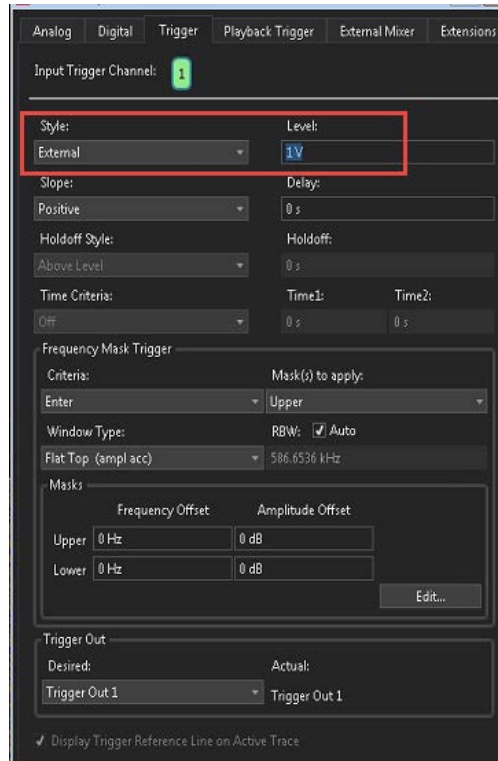 Analog Digital Trigger Playback Trigger External Mixer Extensions
Input Trigger Channel: 1
Style: Level:
External 1 V
Slope: Delay:
Positive 0 s
Holdoff Style: Holdoff:
Above Level 0 s
Time Criteria: Time1: Time2:
Off 0 s 0 s
Frequency Mask Trigger
Criteria: Mask(s) to apply:
Enter Upper
Window Type: RBW: Auto
Flat Top (ampl acc) 586.6536 kHz
Masks
Frequency Offset Amplitude Offset
Upper 0 Hz 0 dB
Lower 0 Hz 0 dB
Edit...
Trigger Out
Desired: Actual:
Trigger Out 1 Trigger Out 1
Display Trigger Reference Line on Active Trace